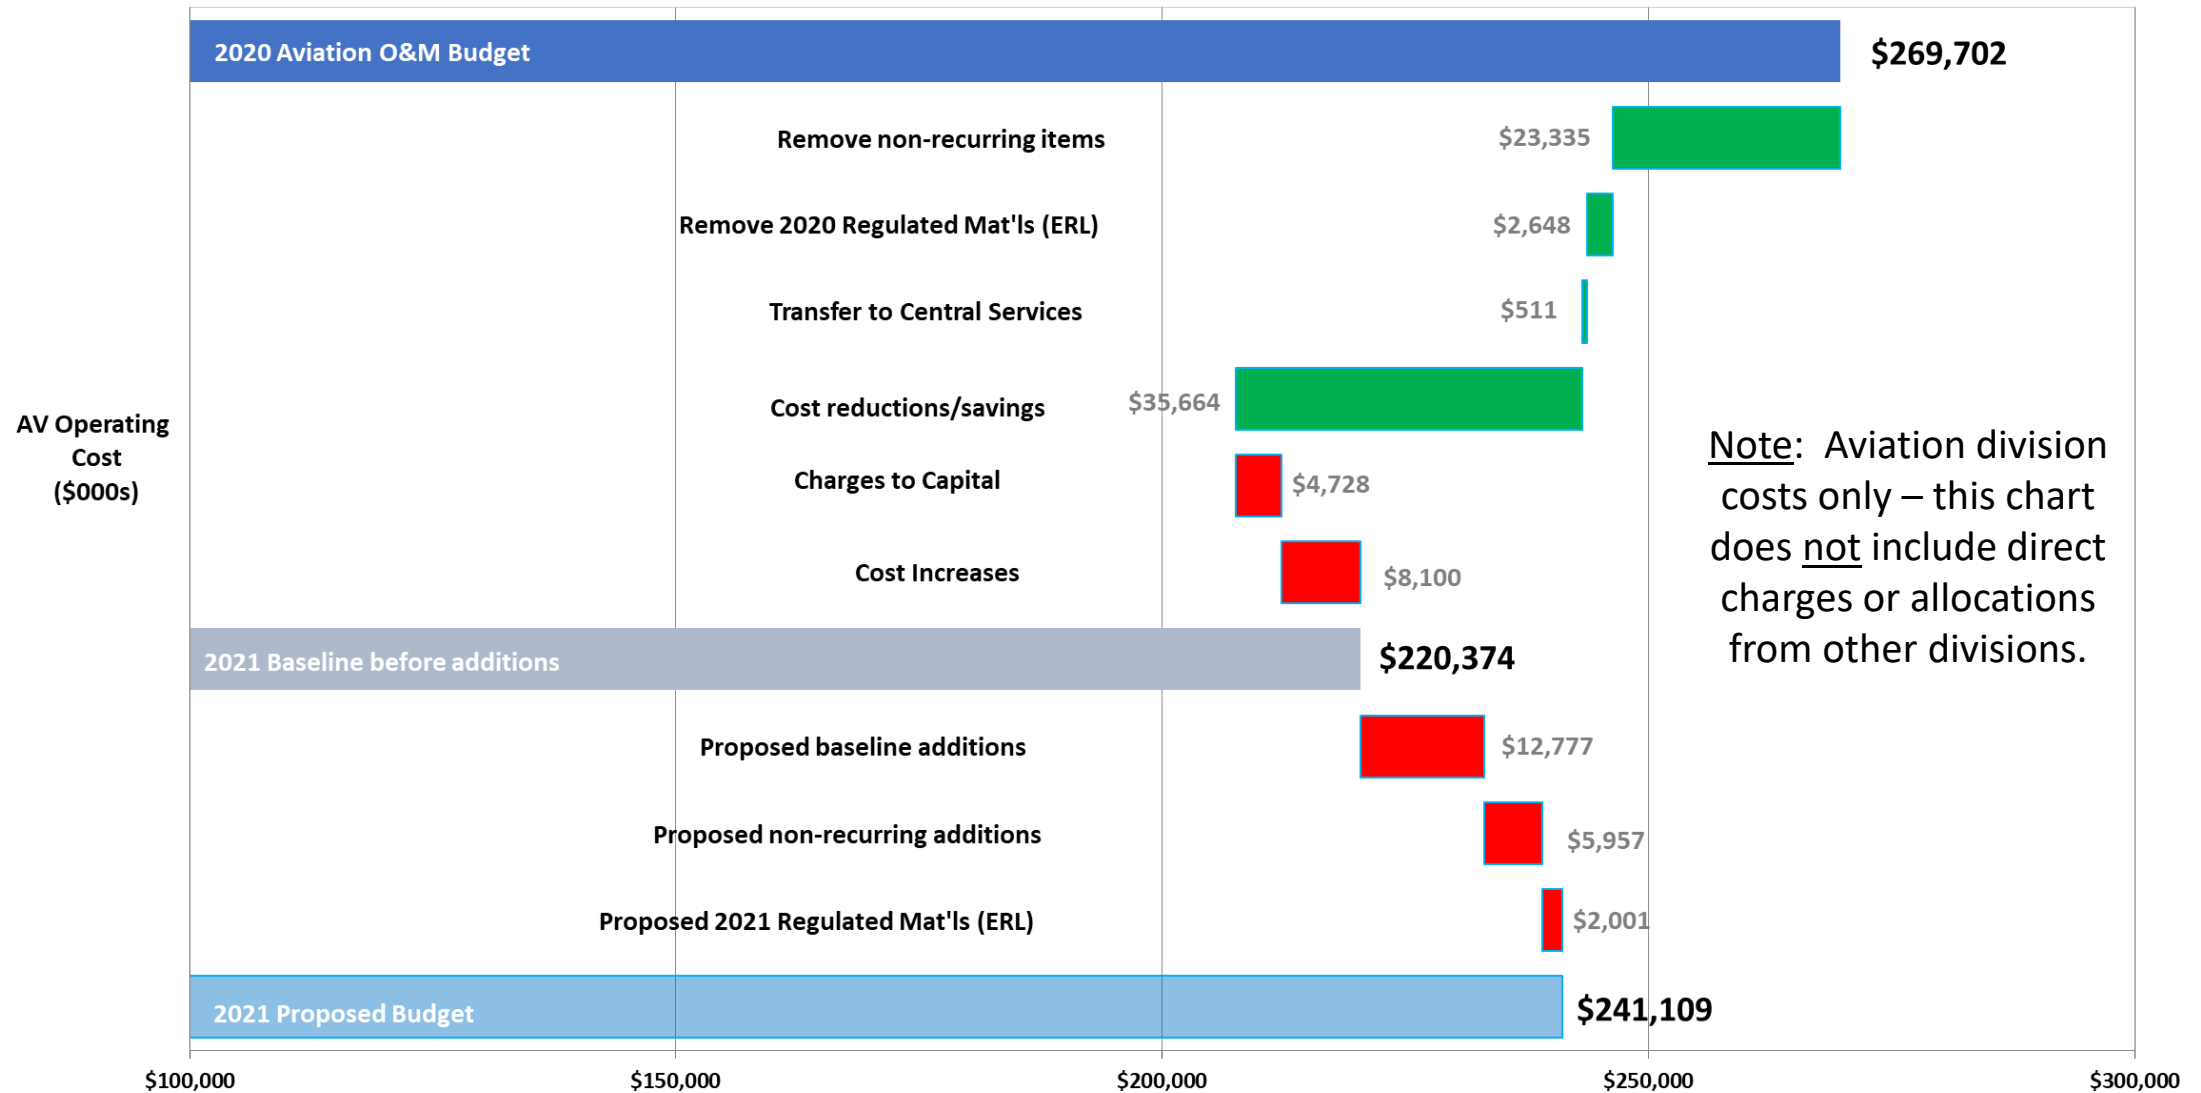 2020 Aviation O&M Budget
$269,702
Remove non-recurring items
$23,335
Remove 2020 Regulated Mat'ls (ERL)
$2,648
Transfer to Central Services
$511
Cost reductions/savings
$35,664
Charges to Capital
$4,728
Cost Increases
$8,100
2021 Baseline before additions
$220,374
Proposed baseline additions
$12,777
Proposed non-recurring additions
$5,957
Proposed 2021 Regulated Mat'ls (ERL)
$2,001
2021 Proposed Budget
$241,109
AV Operating
Cost
($000s)
Note: Aviation division
costs only – this chart
does not include direct
charges or allocations
from other divisions.
$100,000
$150,000
$200,000
$250,000
$300,000